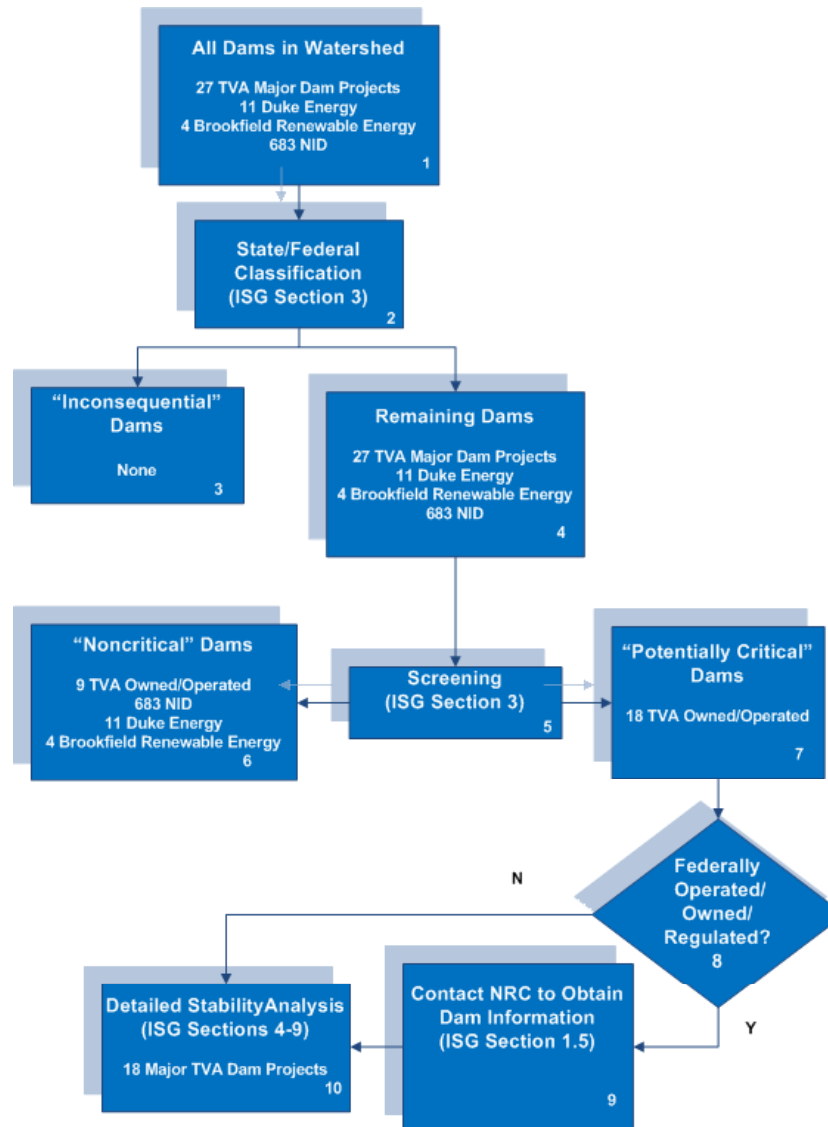 All Dams in Watershed
27 TVA Major Dam Projects
11 Duke Energy
4 Brookfield Renewable Energy
683 NID
1
State/Federal
Classification
(ISG Section 3)
2
“Inconsequential”
Dams
None
3
Remaining Dams
27 TVA Major Dam Projects
11 Duke Energy
4 Brookfield Renewable Energy
683 NID
4
“Noncritical” Dams
9 TVA Owned/Operated
683 NID
11 Duke Energy
4 Brookfield Renewable Energy
6
Screening
(ISG Section 3)
5
“Potentially Critical”
Dams
18 TVA Owned/Operated
7
Federally
Operated/
Owned/
Regulated?
8
N
Y
Detailed StabilityAnalysis
(ISG Sections 4-9)
18 Major TVA Dam Projects
10
Contact NRC to Obtain
Dam Information
(ISG Section 1.5)
9